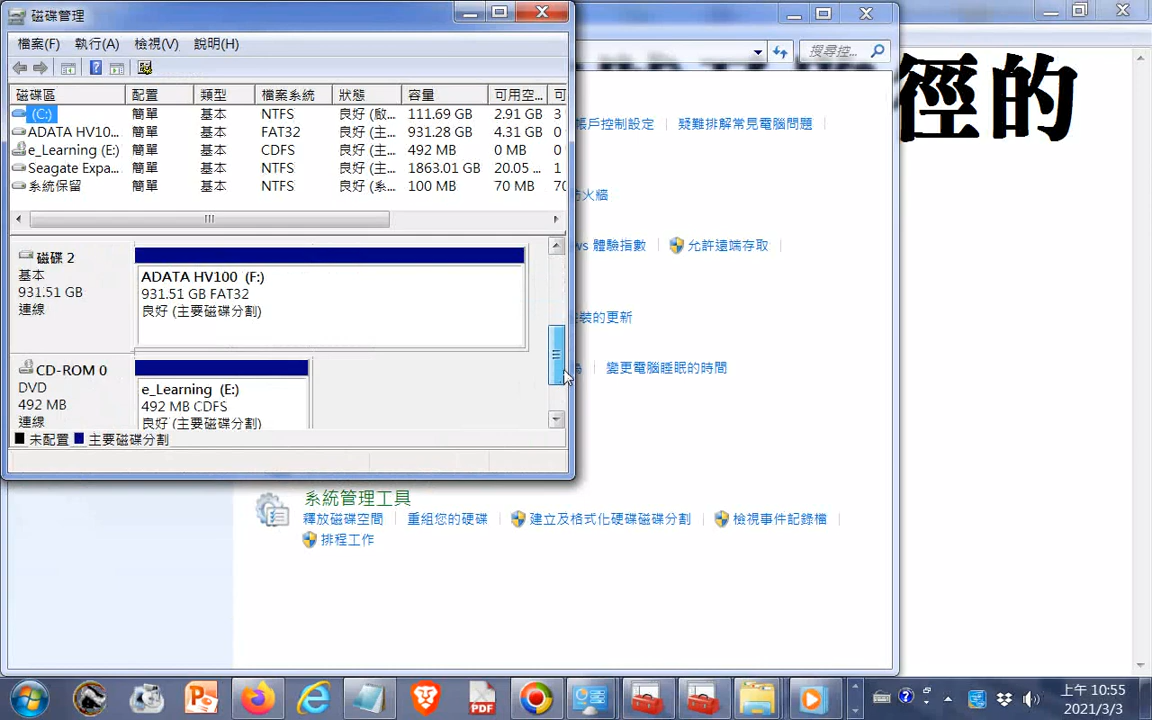 磁碟管理
檔案(F) 執行(A) 檢視(V) 說明(H)
磁碟區 配置 類型 檔案系統 狀態 容量 可用空... 可
(C:) 簡單 基本 NTFS 良好 (啟... 111.69 GB 2.91 GB 3
ADATA HV10... 簡單 基本 FAT32 良好 (主... 931.28 GB 4.31 GB 0
e_Learning (E:) 簡單 基本 CDFS 良好 (主... 492 MB 0 MB 0
Seagate Expa... 簡單 基本 NTFS 良好 (主... 1863.01 GB 20.05 ... 1
系統保留 簡單 基本 NTFS 良好 (系... 100 MB 70 MB 70
磁碟 2
基本
931.51 GB
連線
ADATA HV100 (F:)
931.51 GB FAT32
良好 (主要磁碟分割)
CD-ROM 0
DVD
492 MB
連線
e_Learning (E:)
492 MB CDFS
良好 (主要磁碟分割)
未配置 主要磁碟分割
搜尋控...
徑的
帳戶控制設定 疑難排解常見電腦問題
防火牆
ws 體驗指數 允許遠端存取
裝的更新
變更電腦睡眠的時間
系統管理工具
釋放磁碟空間 重組您的硬碟 建立及格式化硬碟磁碟分割 檢視事件記錄檔
排程工作
上午 10:55
2021/3/3